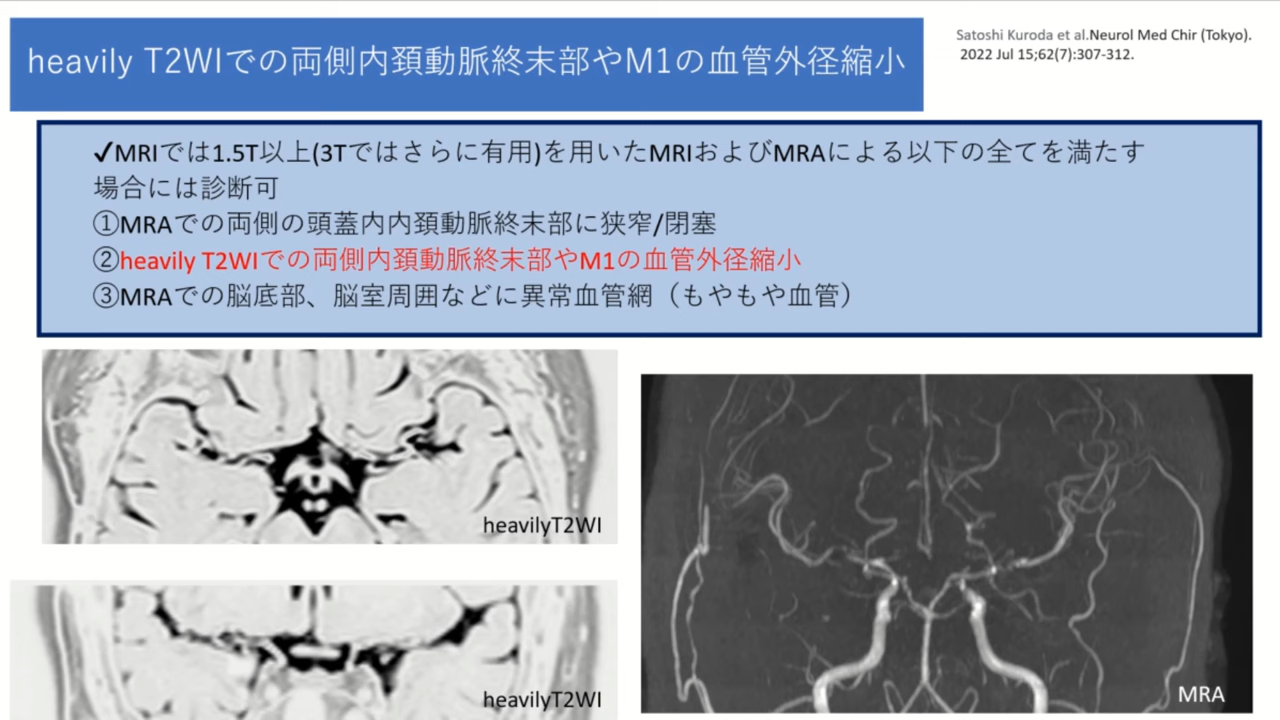 heavily T2WIでの両側内頚動脈終末部やM1の血管外径縮小
Satoshi Kuroda et al.Neurol Med Chir (Tokyo).
2022 Jul 15;62(7):307-312.
✓MRIでは1.5T以上(3Tではさらに有用)を用いたMRIおよびMRAによる以下の全てを満たす
場合には診断可
①MRAでの両側の頭蓋内内頚動脈終末部に狭窄/閉塞
②heavily T2WIでの両側内頚動脈終末部やM1の血管外径縮小
③MRAでの脳底部、脳室周囲などに異常血管網（もやもや血管）
heavilyT2WI
heavilyT2WI
MRA